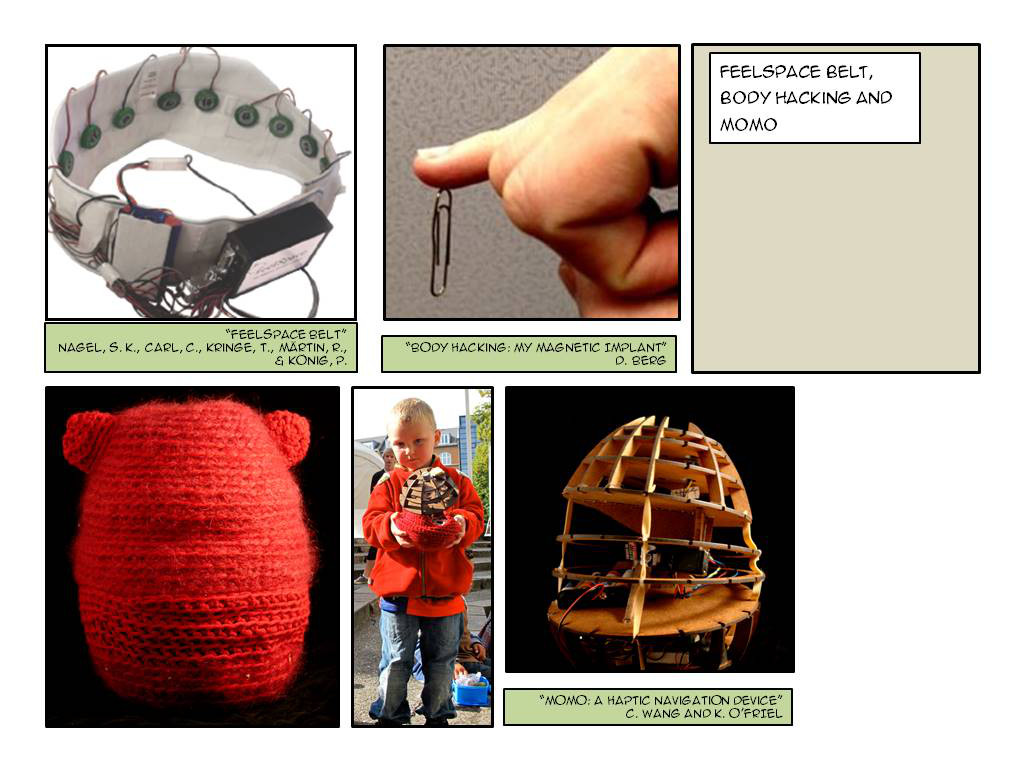 FEELSPACE BELT,
BODY HACKING AND
MOMO
FeelSpace
"FEELSPACE BELT"
NAGEL, S. K., CARL, C., KRINGE, T., MÄRTIN, R.,
& KÖNIG, P.
"BODY HACKING: MY MAGNETIC IMPLANT"
D. BERG
"MOMO: A HAPTIC NAVIGATION DEVICE"
C. WANG AND K. O'FRIEL